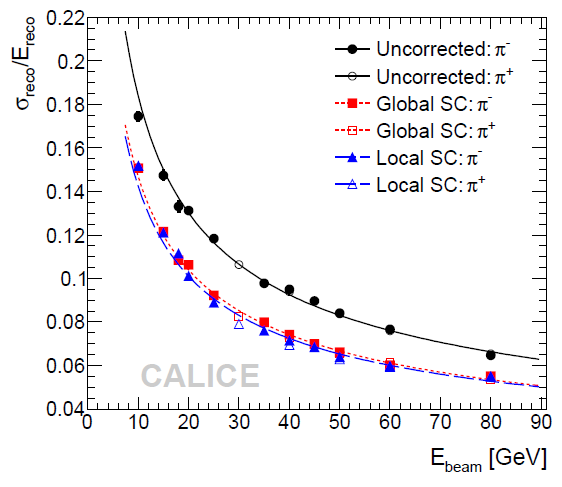 σreco/Ereco
0.22
0.2
0.18
0.16
0.14
0.12
0.1
0.08
0.06
0.04
Uncorrected: π-
Uncorrected: π+
Global SC: π-
Global SC: π+
Local SC: π-
Local SC: π+
CALICE
0 10 20 30 40 50 60 70 80 90
Ebeam [GeV]